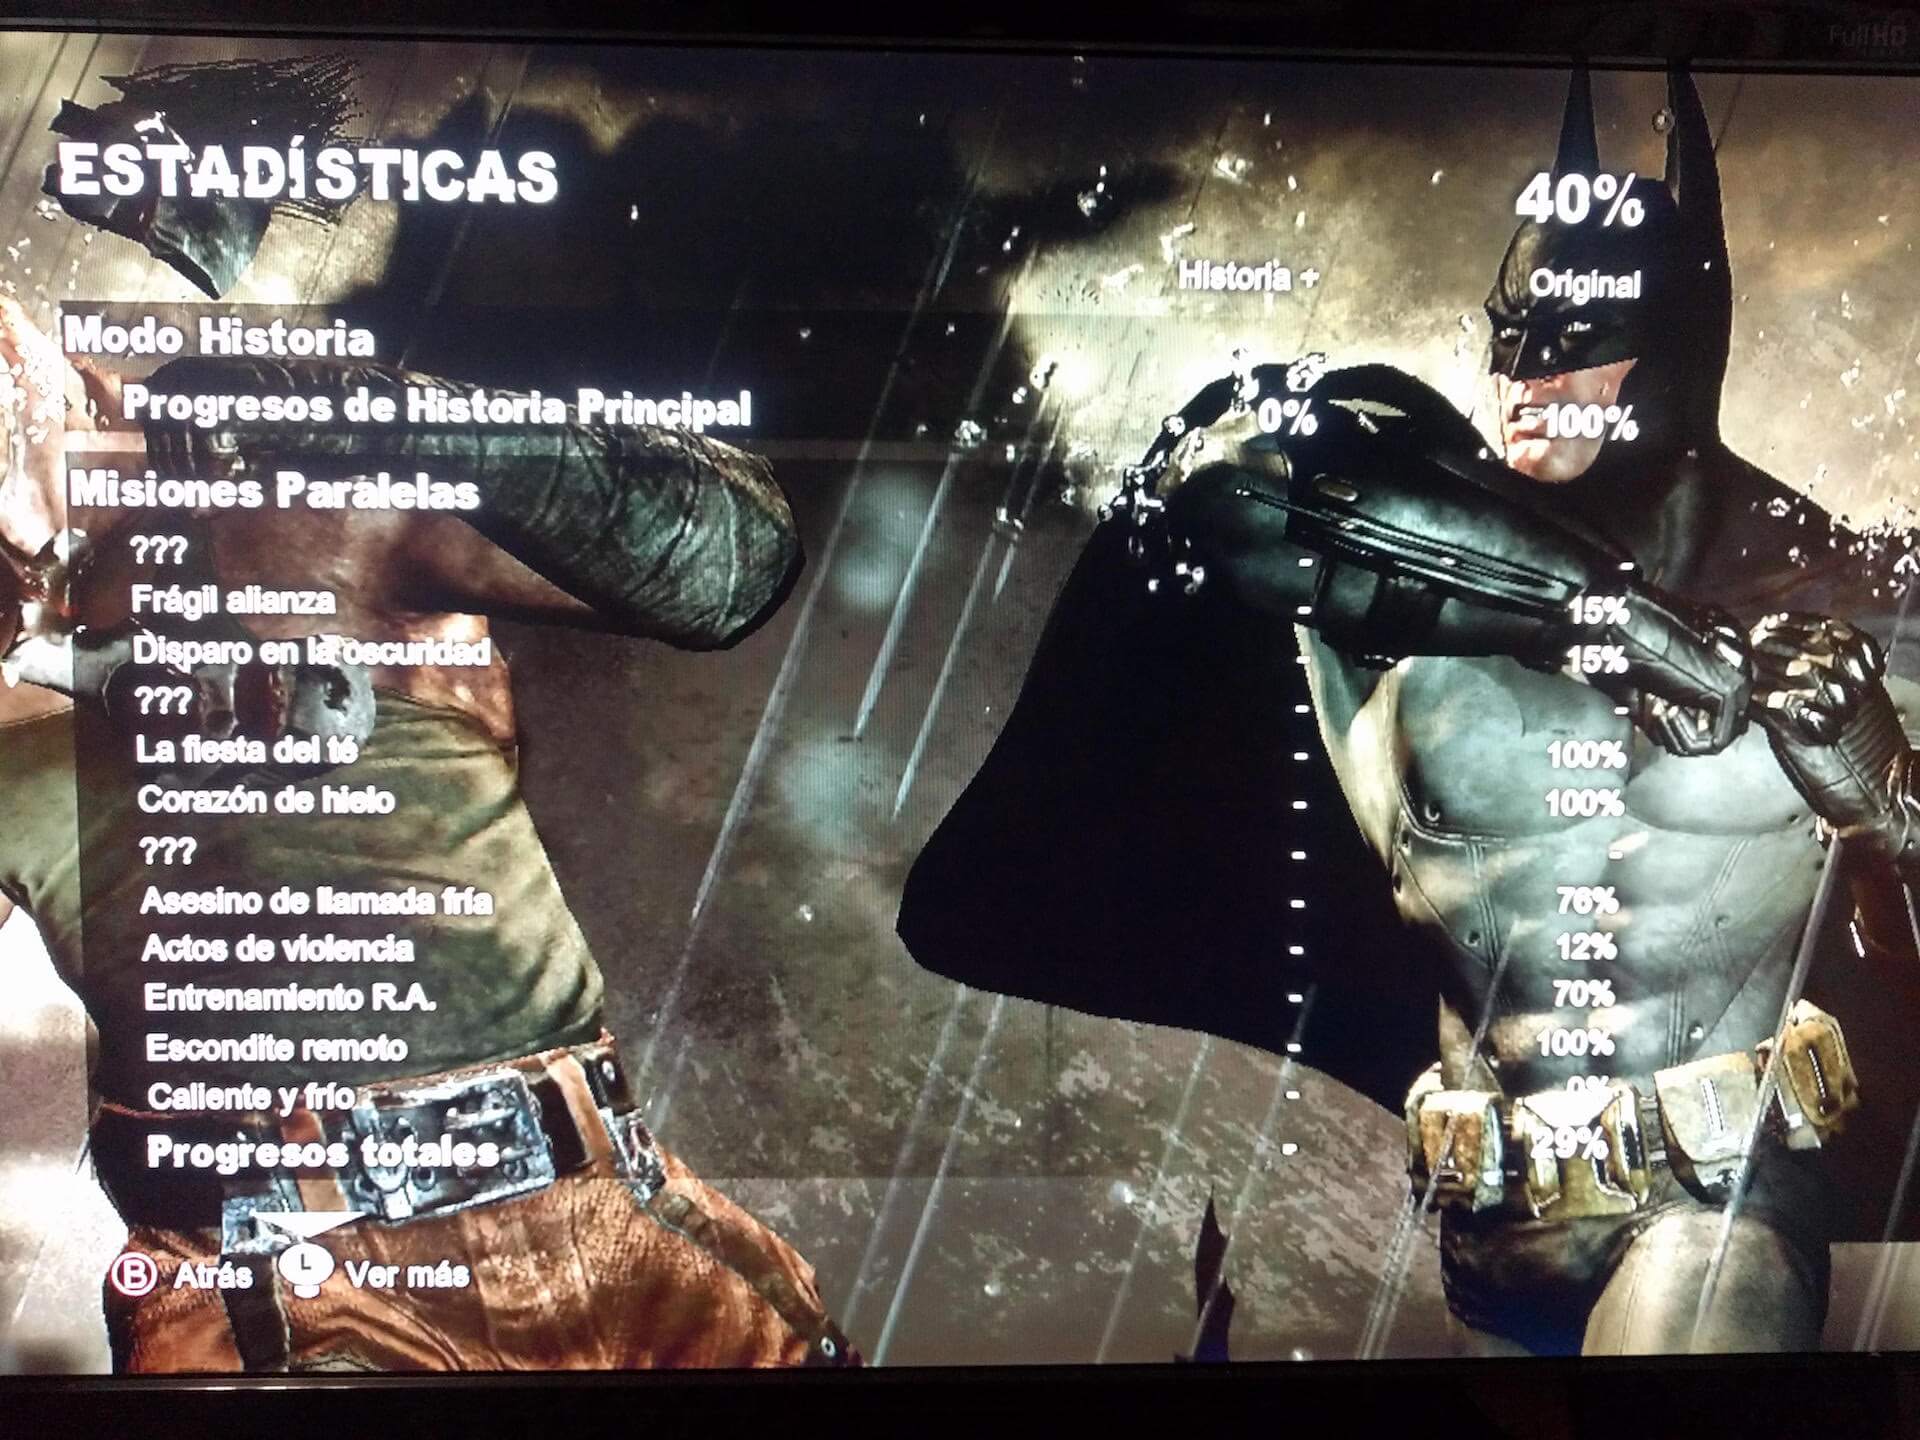 FullHD
ESTADÍSTICAS
40%
Historia + Original
Modo Historia
Progresos de Historia Principal 0% 100%
Misiones Paralelas
??? - -
Frágil alianza - 15%
Disparo en la oscuridad - 15%
??? - -
La fiesta del té - 100%
Corazón de hielo - 100%
??? - -
Asesino de llamada fría - 76%
Actos de violencia - 12%
Entrenamiento R.A. - 70%
Escondite remoto - 100%
Caliente y frío - 0%
Progresos totales - 29%
B Atrás L Ver más